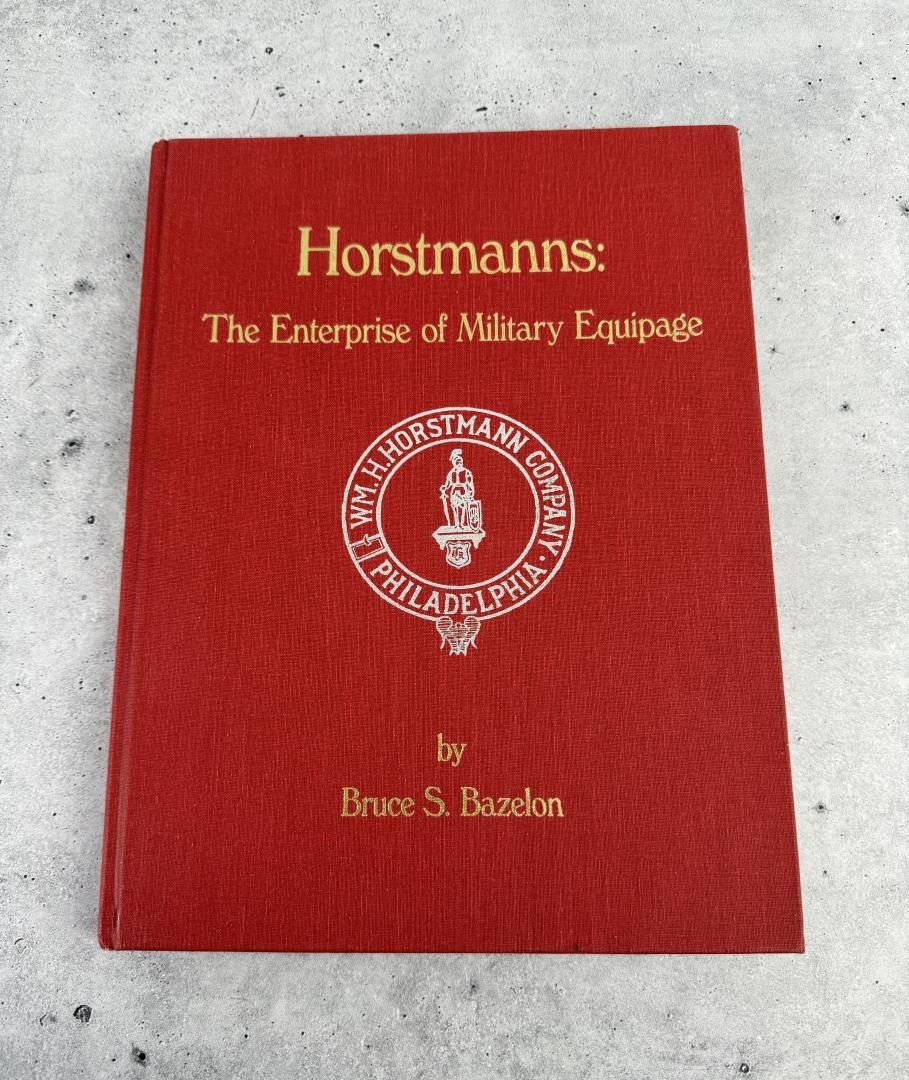 Horstmanns:
The Enterprise of Military Equipage
WM. H. HORSTMANN COMPANY.
PHILADELPHIA
by
Bruce S. Bazelon